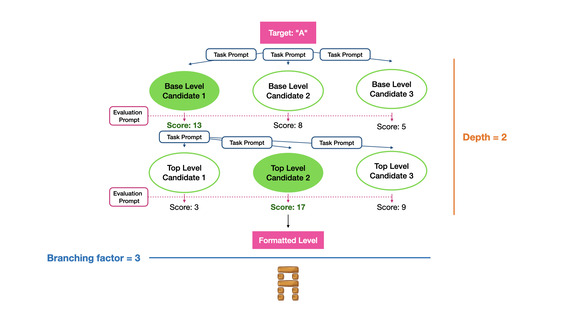 Target: "A"
Task Prompt
Task Prompt
Task Prompt
Base Level
Candidate 1
Base Level
Candidate 2
Base Level
Candidate 3
Evaluation
Prompt
Score: 13
Score: 8
Score: 5
Depth = 2
Task Prompt
Task Prompt
Task Prompt
Top Level
Candidate 1
Top Level
Candidate 2
Top Level
Candidate 3
Evaluation
Prompt
Score: 3
Score: 17
Score: 9
Formatted Level
Branching factor = 3